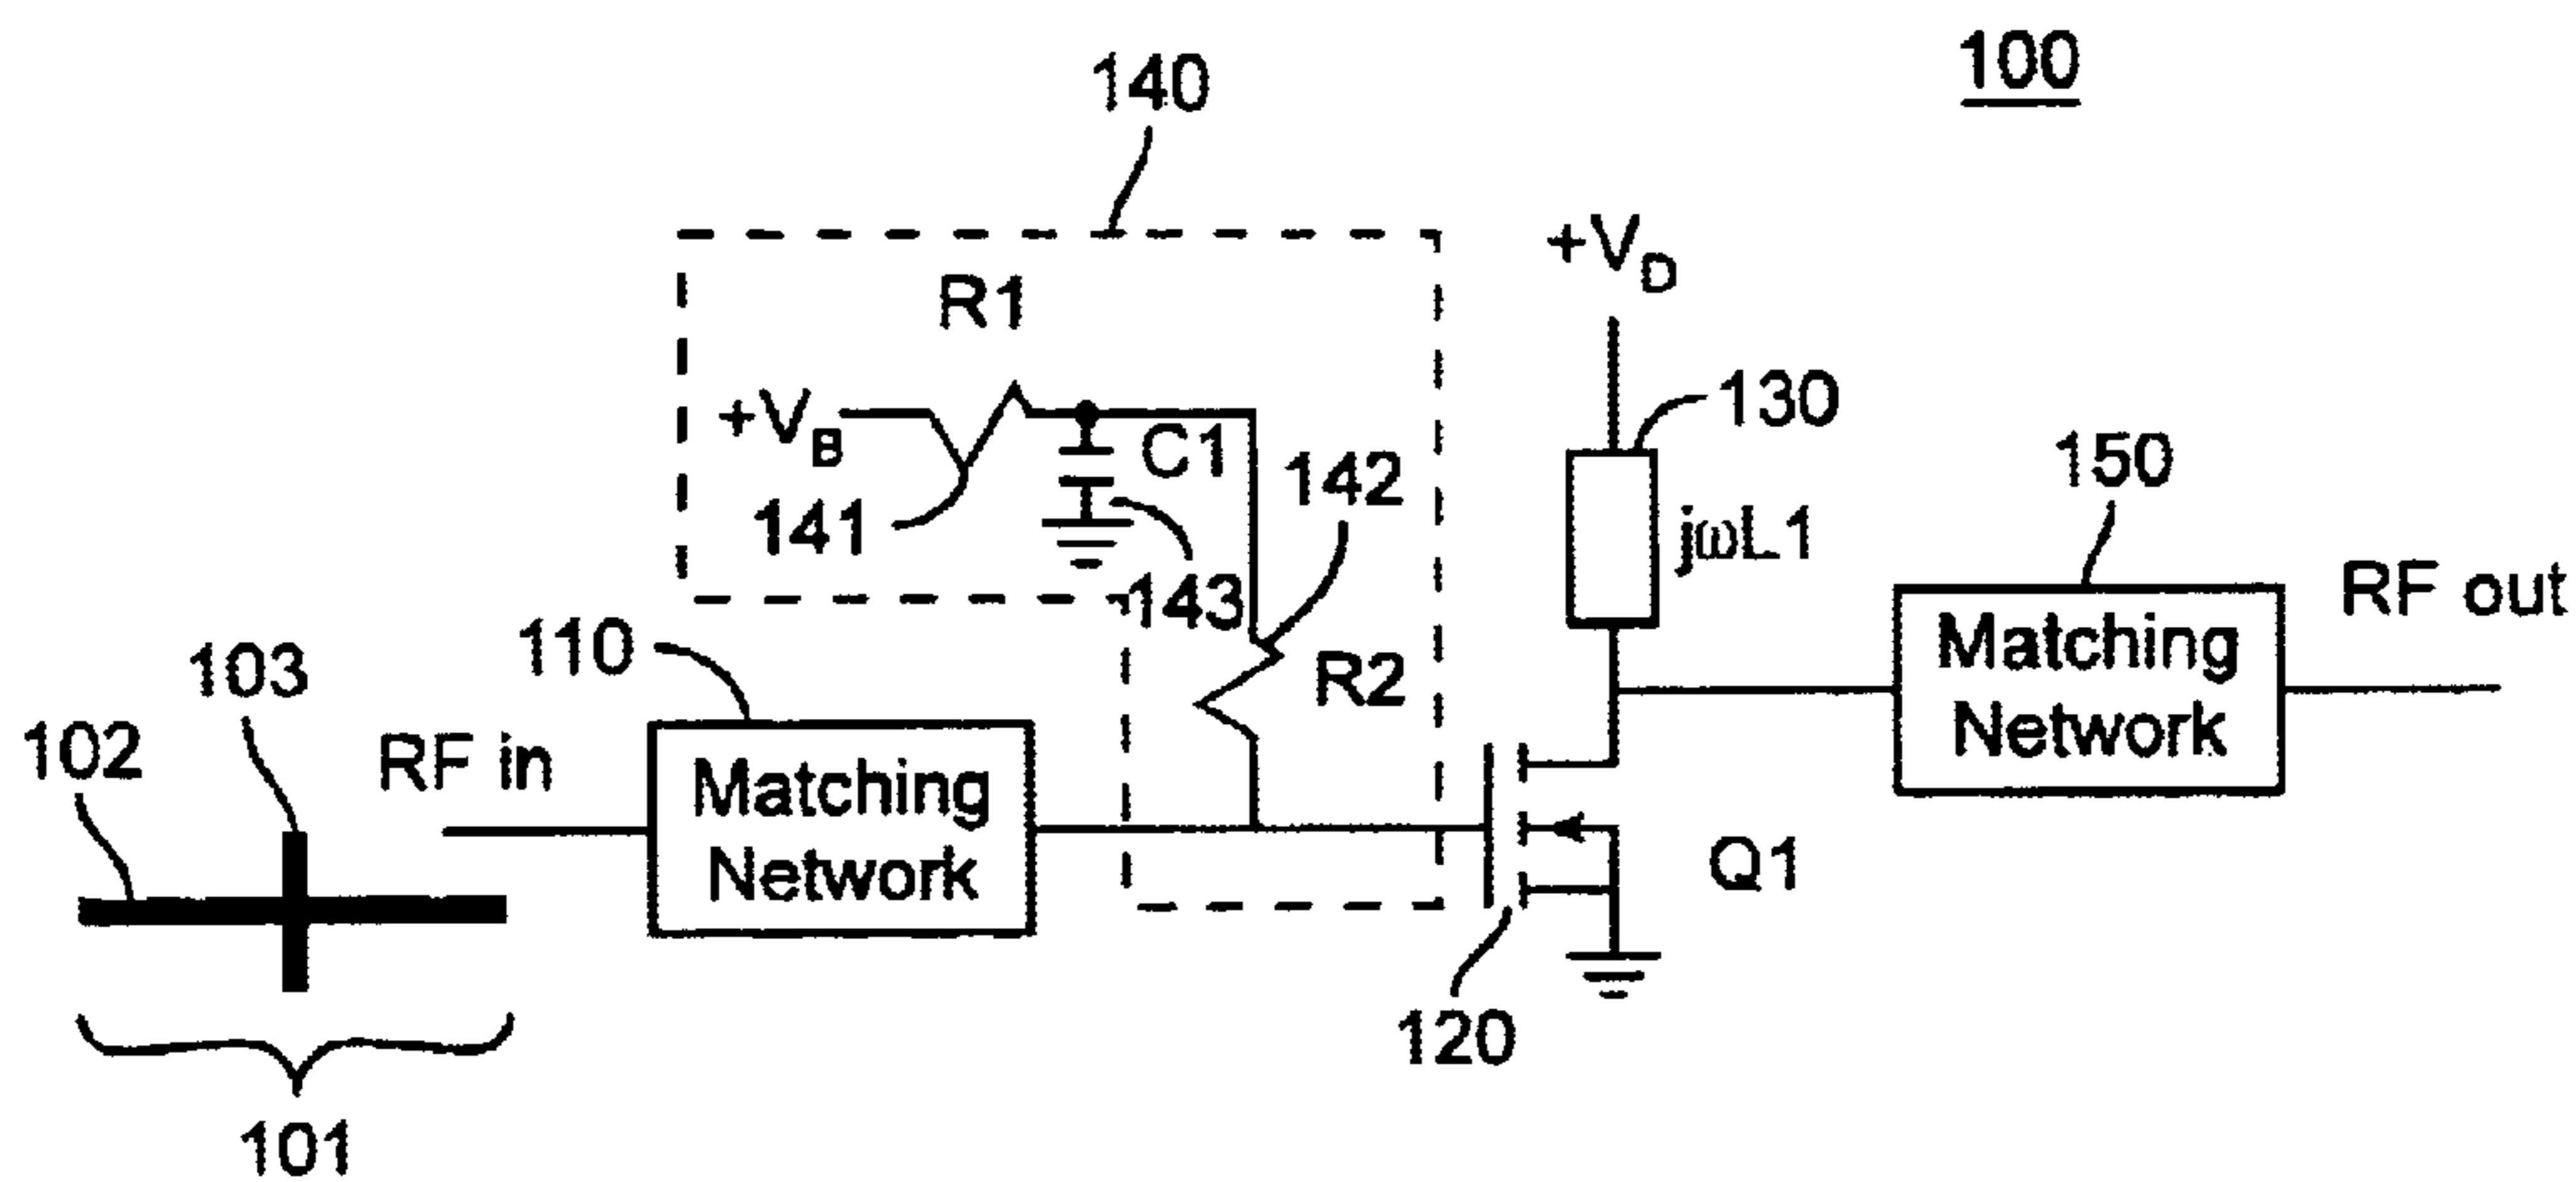 100
140
+VD
R1
130
+VB
C1
142
150
141
jωL1
143
RF out
Matching
Network
110
103
R2
102
RF in
Matching
Network
Q1
120
101